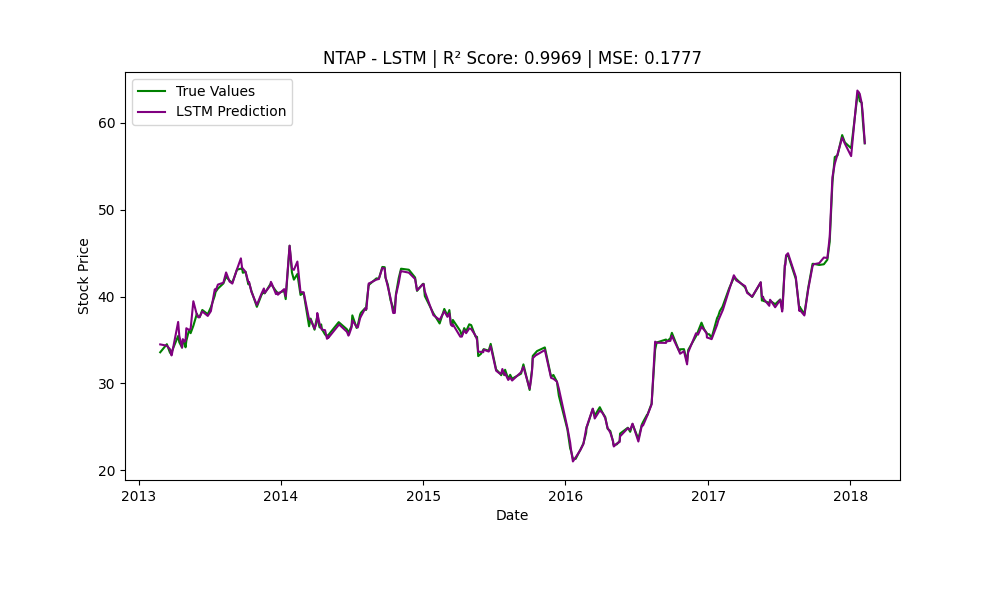 NTAP - LSTM | R² Score: 0.9969 | MSE: 0.1777
True Values
LSTM Prediction
Stock Price
60
50
40
30
20
2013 2014 2015 2016 2017 2018
Date